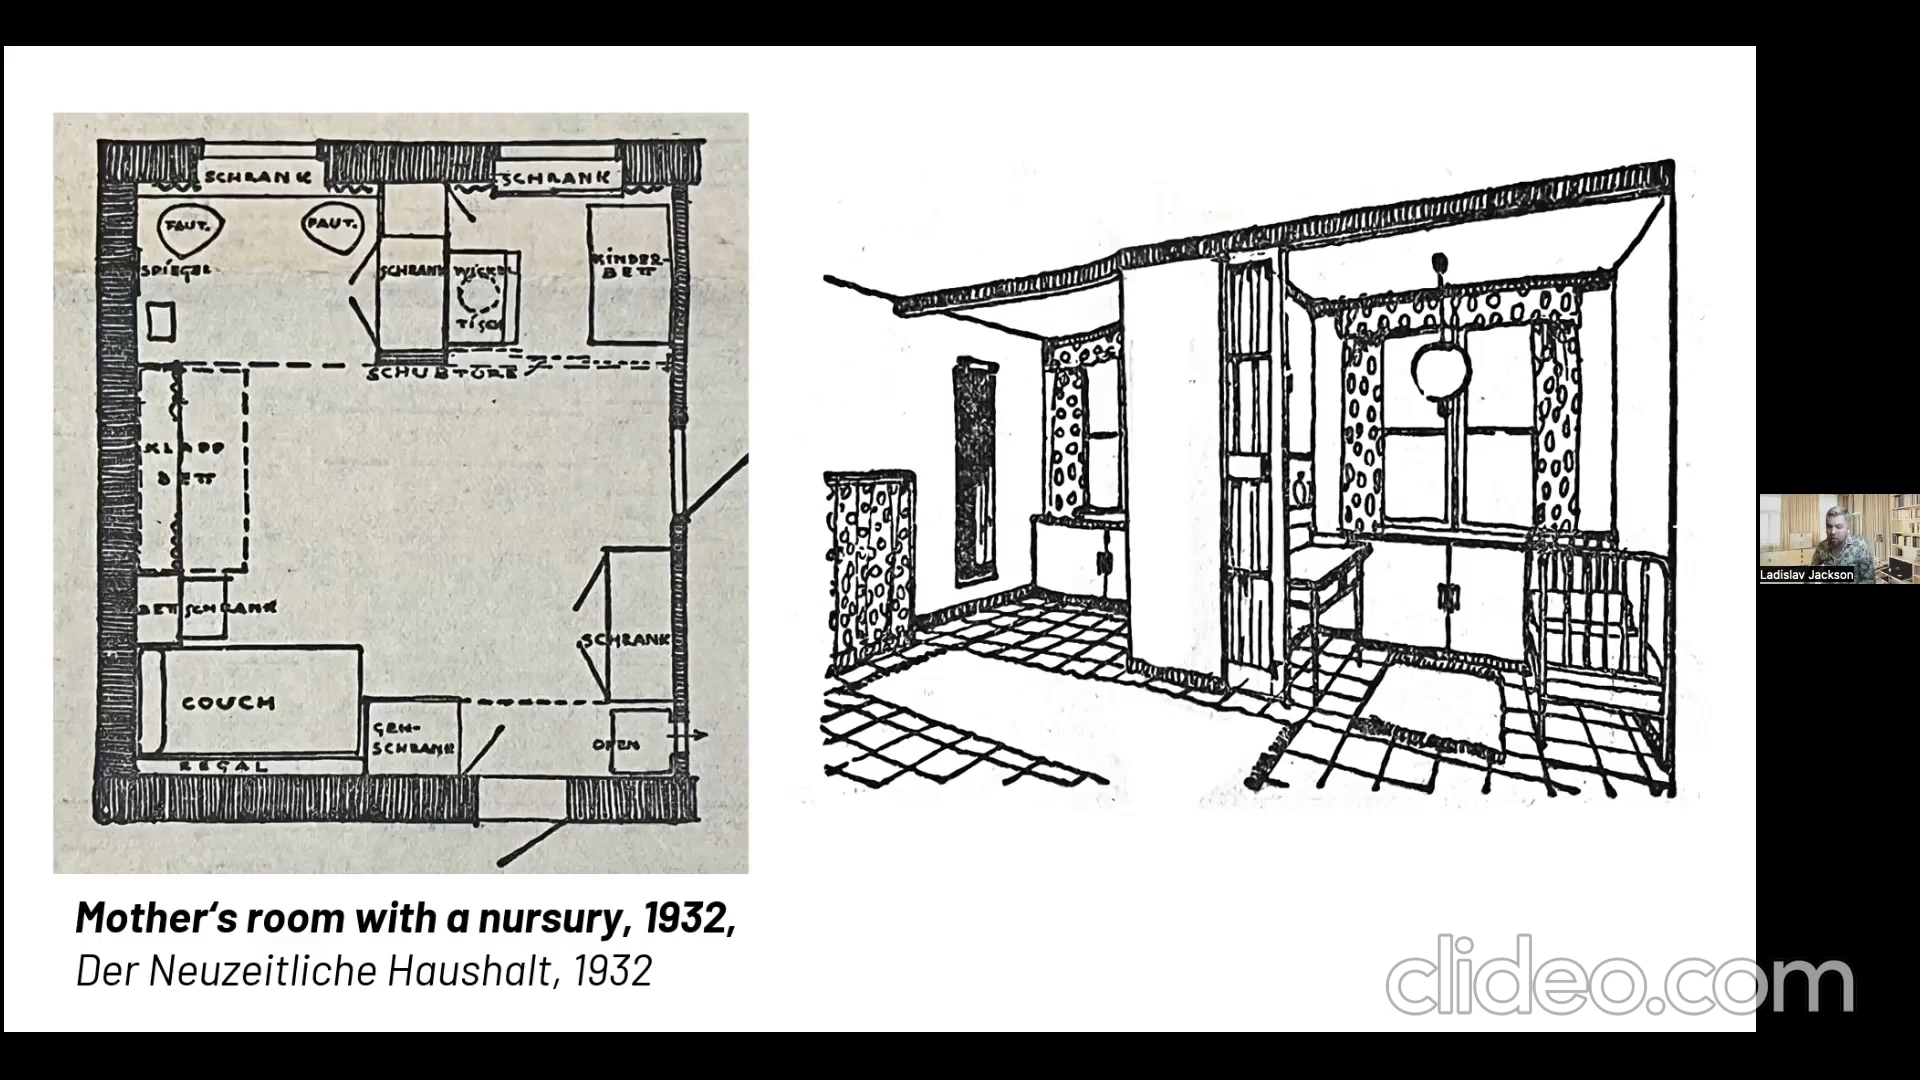 SCHRANK
SCHRANK
FAUT.
FAUT.
SPIEGEL
SCHRANK
WICKEL
TISCH
KINDER-
BETT
SCHUBTÜRE
KLAPP
BETT
BETTSCHRANK
SCHRANK
COUCH
REGAL
SCHRANK
OFEN
Mother‘s room with a nursury, 1932,
Der Neuzeitliche Haushalt, 1932
Ladislav Jackson
clideo.com